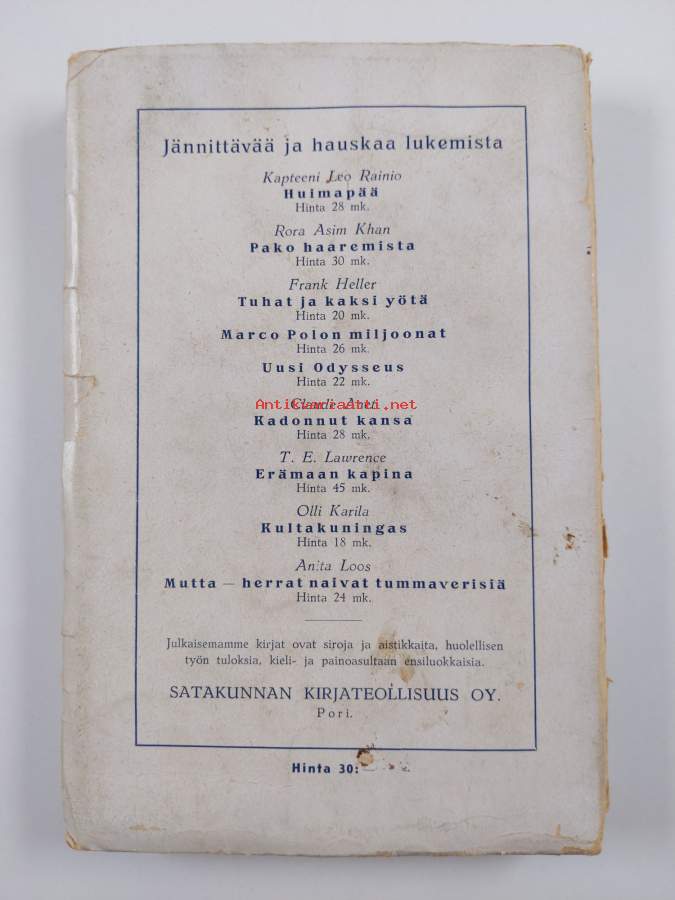 Jännittävää ja hauskaa lukemista
Kapteeni Leo Rainio
Huimapää
Hinta 28 mk.
Rora Asim Khan
Pako haaremista
Hinta 30 mk.
Frank Heller
Tuhat ja kaksi yötä
Hinta 20 mk.
Marco Polon miljoonat
Hinta 26 mk.
Uusi Odysseus
Hinta 22 mk.
Antikvariaatti.net
Kadonnut kansa
Hinta 28 mk.
T. E. Lawrence
Erämaan kapina
Hinta 45 mk.
Olli Karila
Kultakuningas
Hinta 18 mk.
Anita Loos
Mutta — herrat naivat tummaverisiä
Hinta 24 mk.
Julkaisemamme kirjat ovat siroja ja aistikkaita, huolellisen
työn tuloksia, kieli- ja painoasultaan ensiluokkaisia.
SATAKUNNAN KIRJATEOLLISUUS OY.
Pori.
Hinta 30: